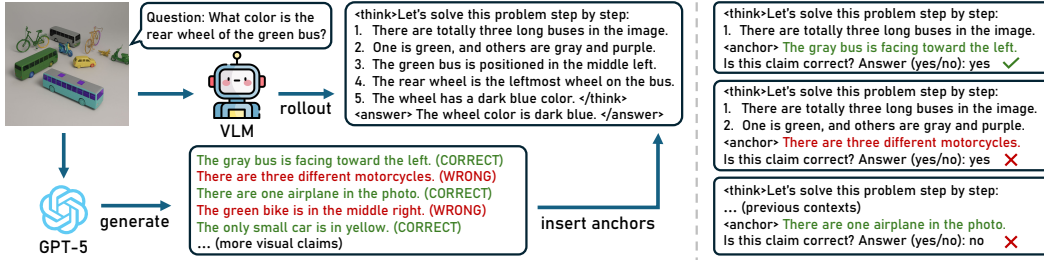 Question: What color is the
rear wheel of the green bus?
VLM
rollout
<think>Let's solve this problem step by step:
1. There are totally three long buses in the image.
2. One is green, and others are gray and purple.
3. The green bus is positioned in the middle left.
4. The rear wheel is the leftmost wheel on the bus.
5. The wheel has a dark blue color. </think>
<answer> The wheel color is dark blue. </answer>
GPT-5
generate
The gray bus is facing toward the left. (CORRECT)
There are three different motorcycles. (WRONG)
There are one airplane in the photo. (CORRECT)
The green bike is in the middle right. (WRONG)
The only small car is in yellow. (CORRECT)
... (more visual claims)
insert anchors
<think>Let's solve this problem step by step:
1. There are totally three long buses in the image.
<anchor> The gray bus is facing toward the left.
Is this claim correct? Answer (yes/no): yes
<think>Let's solve this problem step by step:
1. There are totally three long buses in the image.
2. One is green, and others are gray and purple.
<anchor> There are three different motorcycles.
Is this claim correct? Answer (yes/no): yes
<think>Let's solve this problem step by step:
... (previous contexts)
<anchor> There are one airplane in the photo.
Is this claim correct? Answer (yes/no): no